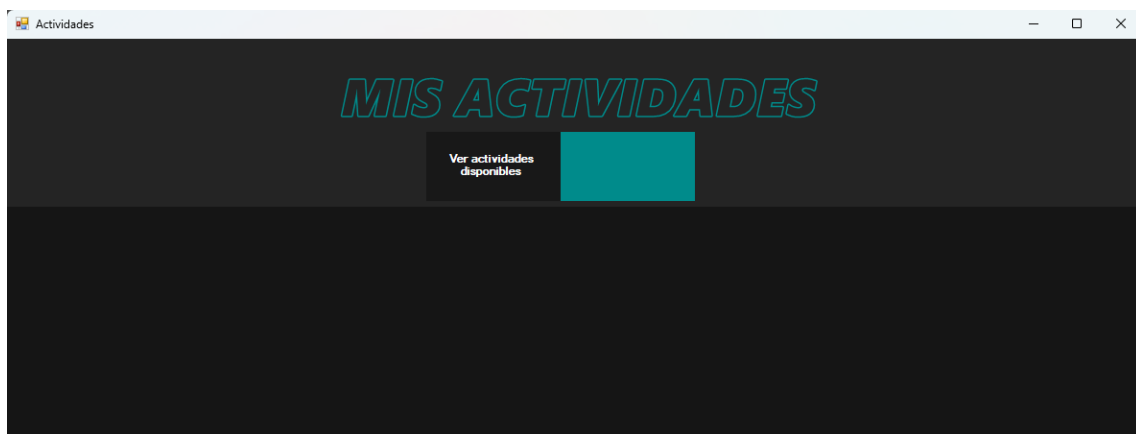 Actividades
MIS ACTIVIDADES
Ver actividades
disponibles